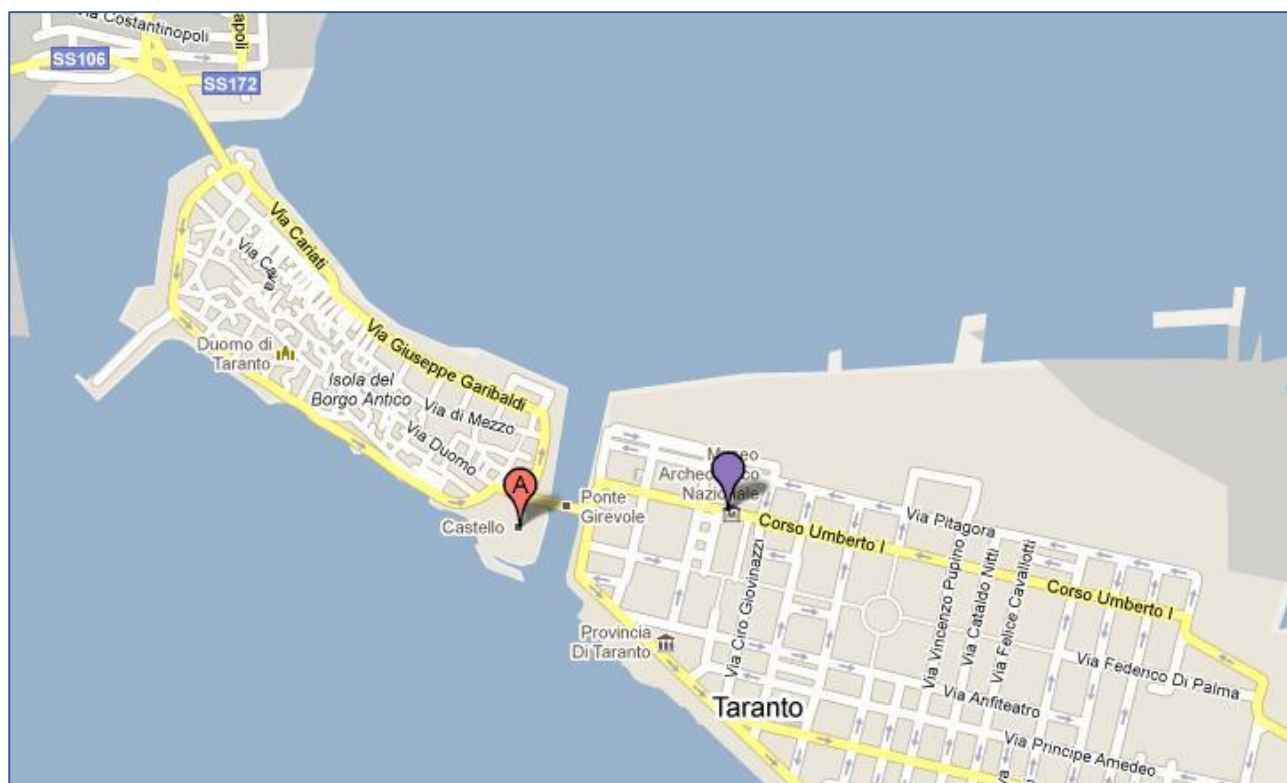 Via Costantinopoli
apoli
SS106
SS172
Via Cariati
Via Cava
Via Giuseppe Garibaldi
Duomo di
Taranto
Isola del
Borgo Antico
Via di Mezzo
Via Duomo
A
Castello
Ponte
Girevole
Museo
Archeologico
Nazionale
Via Pitagora
Corso Umberto I
Corso Umberto I
Via Ciro Giovinazzi
Via Vincenzo Pupino
Via Cataldo Nitti
Via Felice Cavallotti
Provincia
Di Taranto
Via Federico Di Palma
Via Anfiteatro
Taranto
Via Principe Amedeo